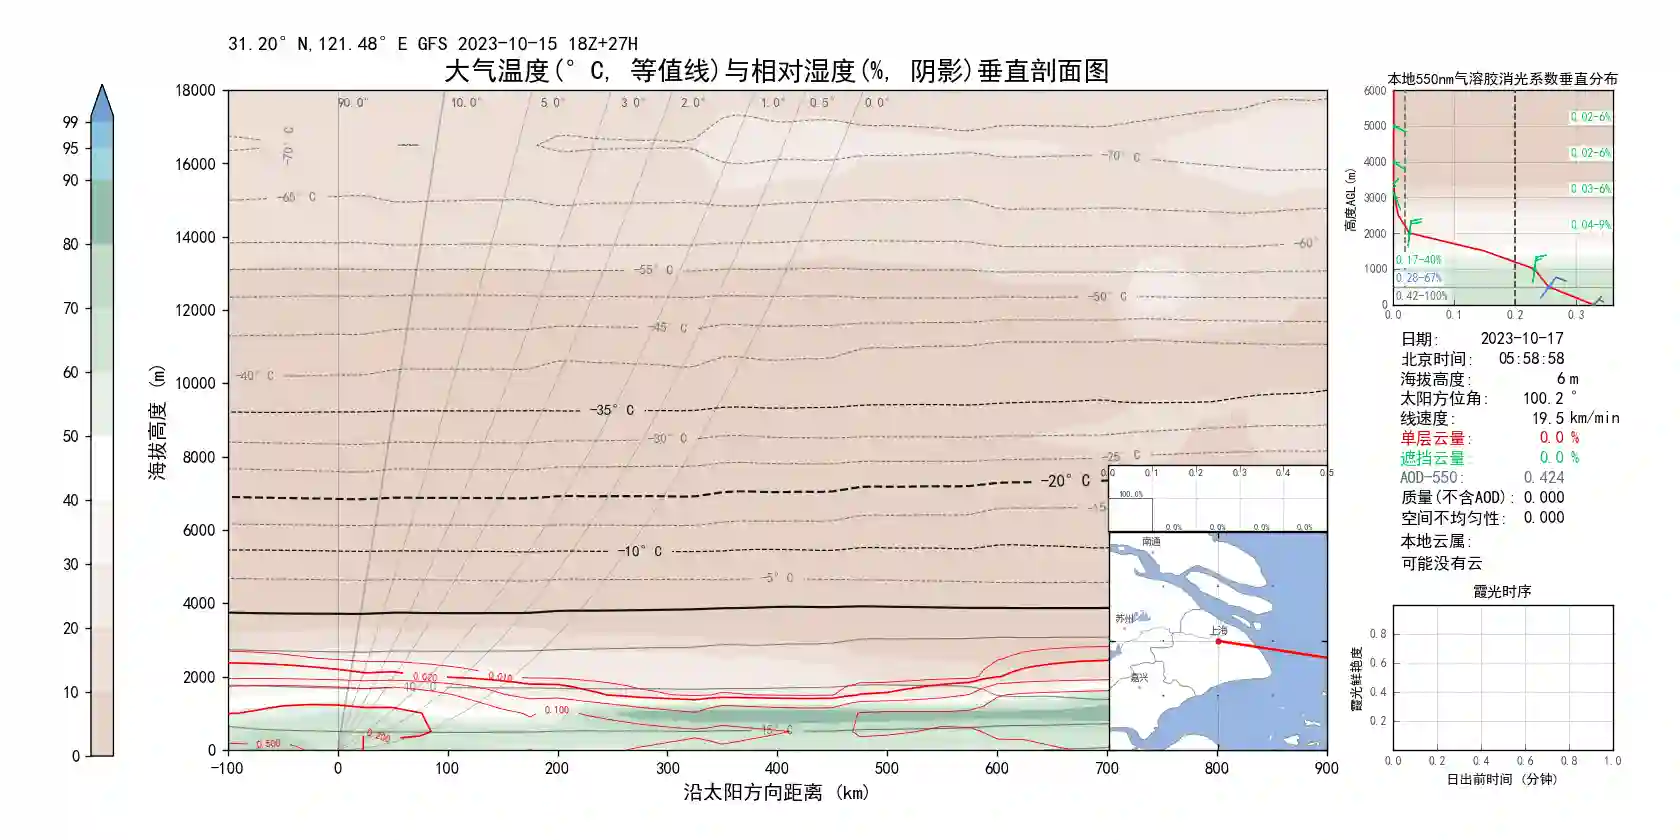 31.20° N,121.48° E GFS 2023-10-15 18Z+27H
大气温度(° C, 等值线)与相对湿度(%, 阴影)垂直剖面图
99
95
90
80
70
60
50
40
30
20
10
0
海拔高度 (m)
18000
16000
14000
12000
10000
8000
6000
4000
2000
0
90.0° 10.0° 5.0° 3.0° 2.0° 1.0° 0.5° 0.0°
-70° C
-70° C
-65° C
-60°
-55° C
-50° C
-45° C
-40° C
-35° C
-30° C
-25° C
-20° C
-15
-10° C
-5° C
10° C
15° C
0.020
0.010
0.100
0.200
0.500
-100 0 100 200 300 400 500 600 700 800 900
沿太阳方向距离 (km)
0.0 0.1 0.2 0.3 0.4 0.5
100.0%
0.0% 0.0% 0.0% 0.0%
南通
苏州
上海
嘉兴
本地550nm气溶胶消光系数垂直分布
高度AGL(m)
6000
5000
4000
3000
2000
1000
0
0.02-6%
0.02-6%
0.03-6%
0.04-9%
0.17-40%
0.28-67%
0.42-100%
0.0 0.1 0.2 0.3
日期: 2023-10-17
北京时间: 05:58:58
海拔高度: 6 m
太阳方位角: 100.2 °
线速度: 19.5 km/min
单层云量: 0.0 %
遮挡云量: 0.0 %
AOD-550: 0.424
质量(不含AOD): 0.000
空间不均匀性: 0.000
本地云属:
可能没有云
霞光时序
霞光鲜艳度
0.8
0.6
0.4
0.2
0.0 0.2 0.4 0.6 0.8 1.0
日出前时间 (分钟)